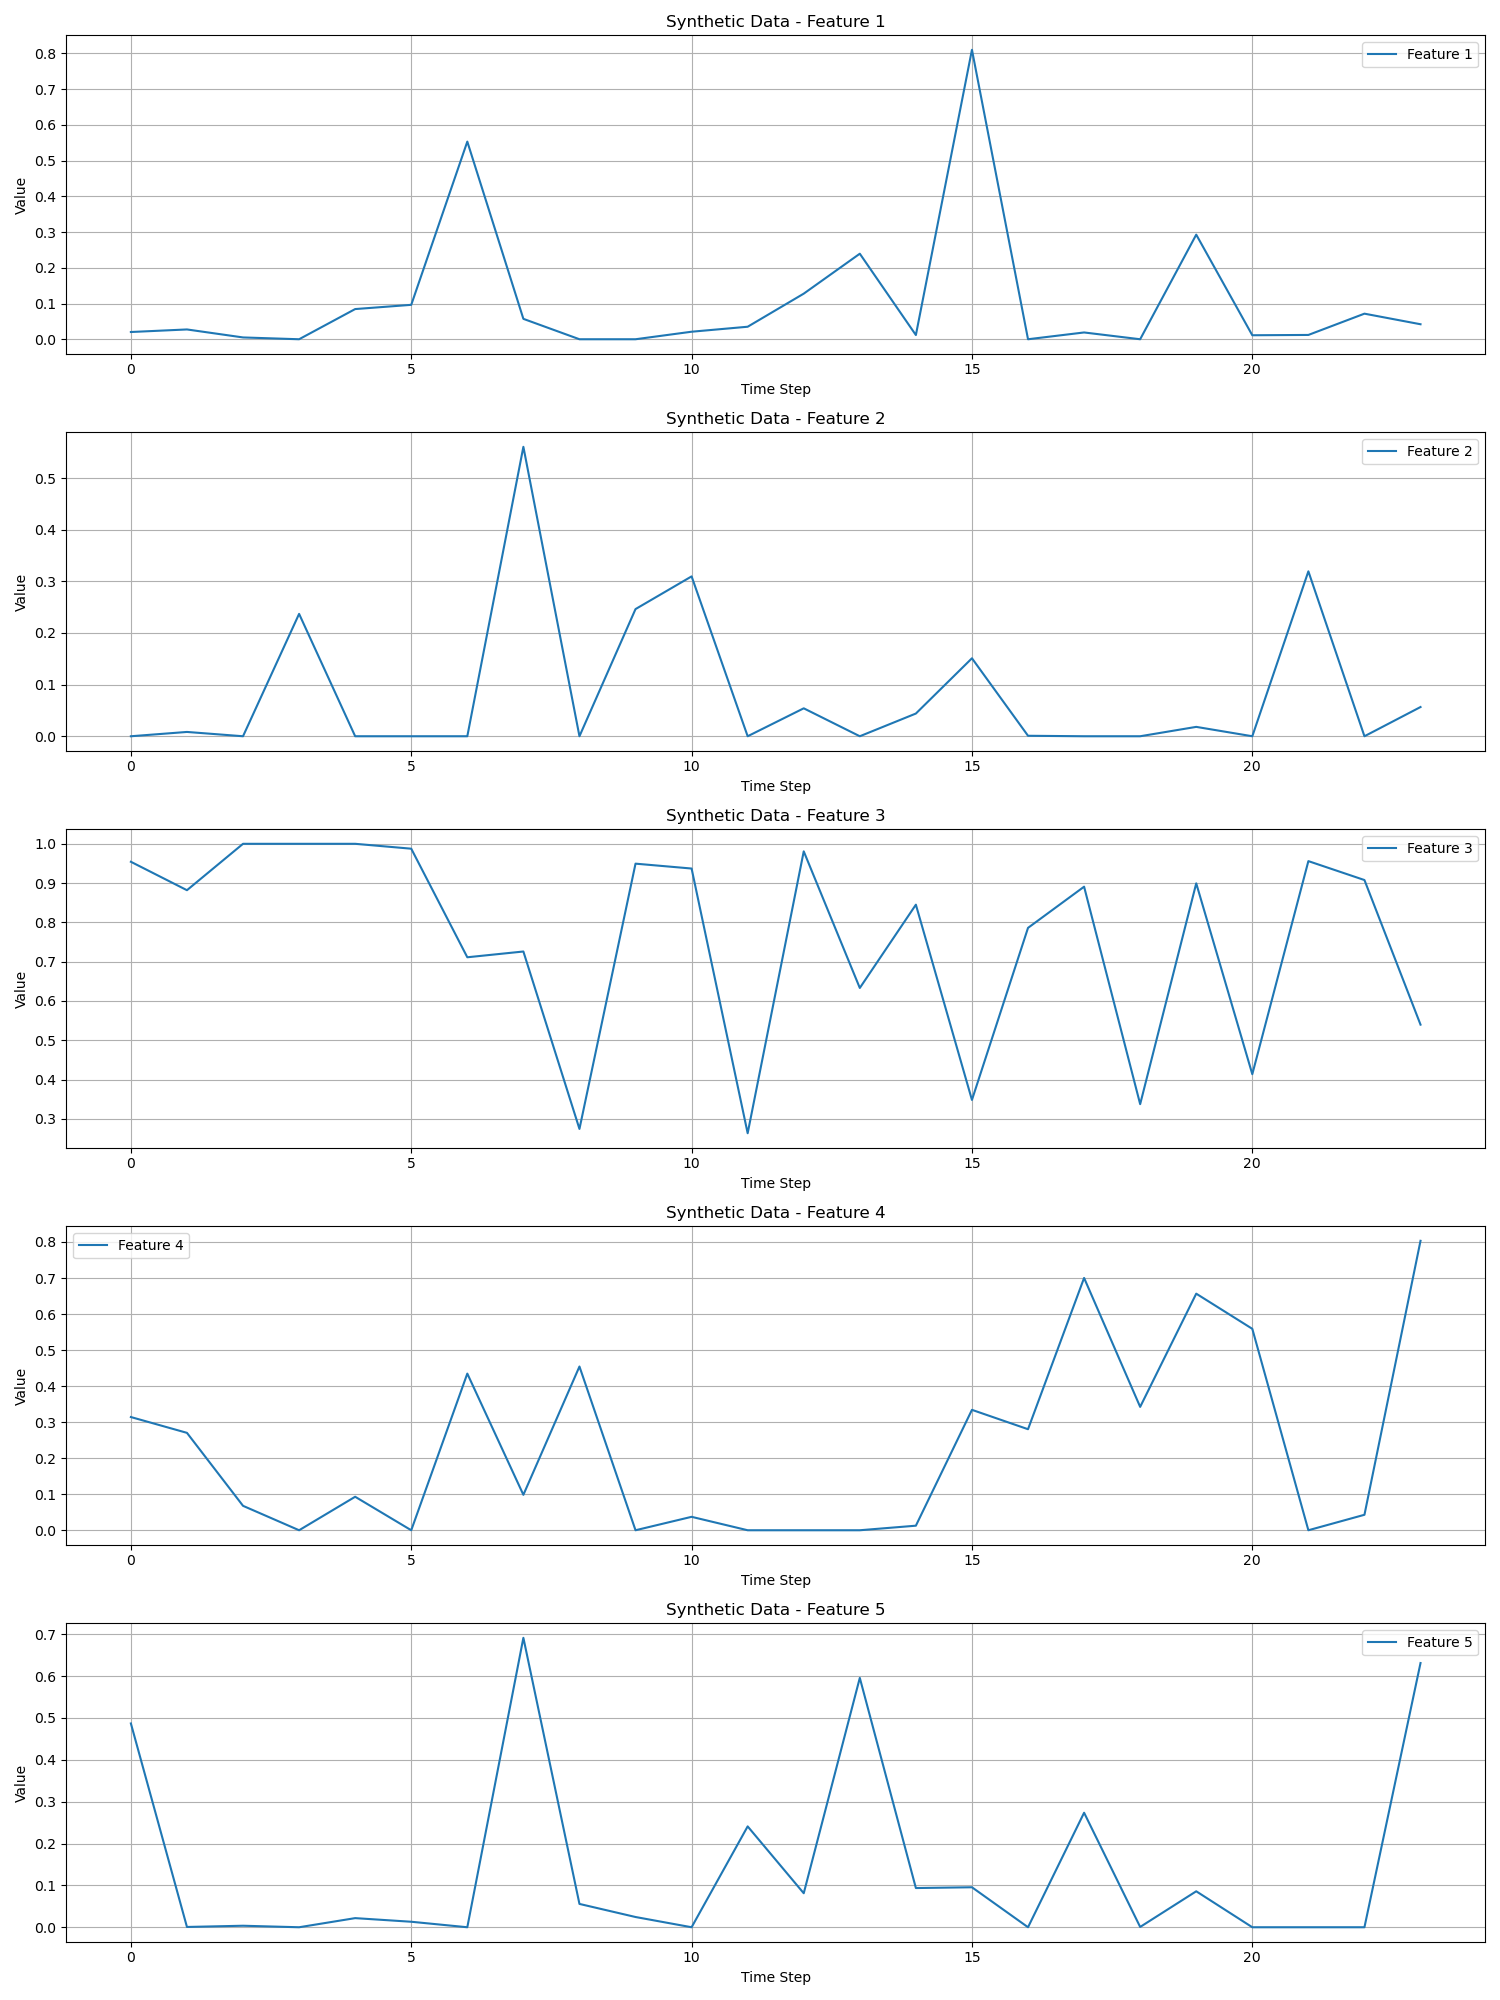 Synthetic Data - Feature 1
Feature 1
0.8
0.7
0.6
0.5
0.4
0.3
0.2
0.1
0.0
Value
0 5 10 15 20
Time Step
Synthetic Data - Feature 2
Feature 2
0.5
0.4
0.3
0.2
0.1
0.0
Value
0 5 10 15 20
Time Step
Synthetic Data - Feature 3
Feature 3
1.0
0.9
0.8
0.7
0.6
0.5
0.4
0.3
Value
0 5 10 15 20
Time Step
Synthetic Data - Feature 4
Feature 4
0.8
0.7
0.6
0.5
0.4
0.3
0.2
0.1
0.0
Value
0 5 10 15 20
Time Step
Synthetic Data - Feature 5
Feature 5
0.7
0.6
0.5
0.4
0.3
0.2
0.1
0.0
Value
0 5 10 15 20
Time Step